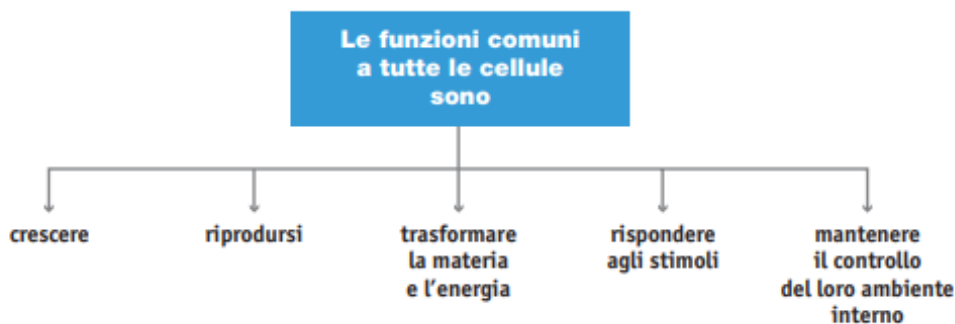 Le funzioni comuni
a tutte le cellule
sono
crescere
riprodursi
trasformare
la materia
e l'energia
rispondere
agli stimoli
mantenere
il controllo
del loro ambiente
interno